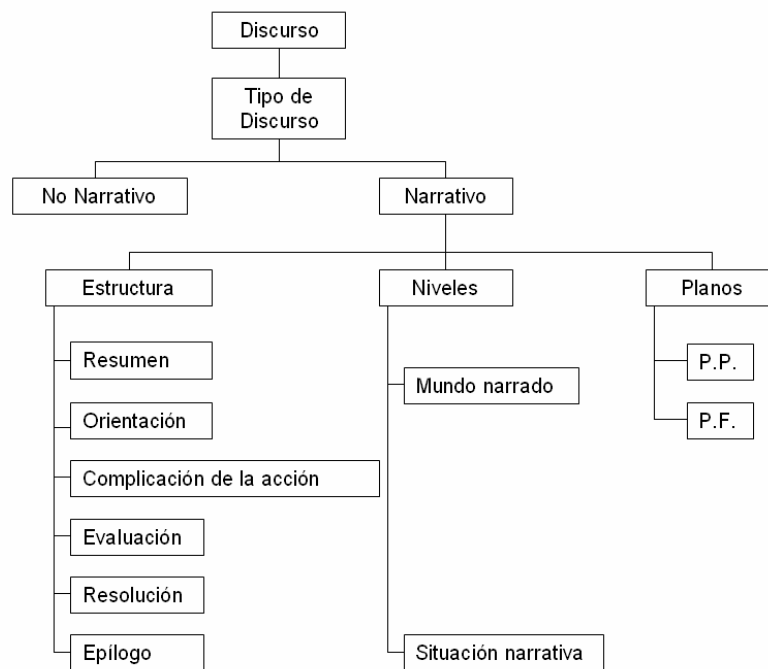 Discurso
Tipo de
Discurso
No Narrativo
Narrativo
Estructura
Niveles
Planos
Resumen
Orientación
Complicación de la acción
Evaluación
Resolución
Epílogo
Mundo narrado
Situación narrativa
P.P.
P.F.